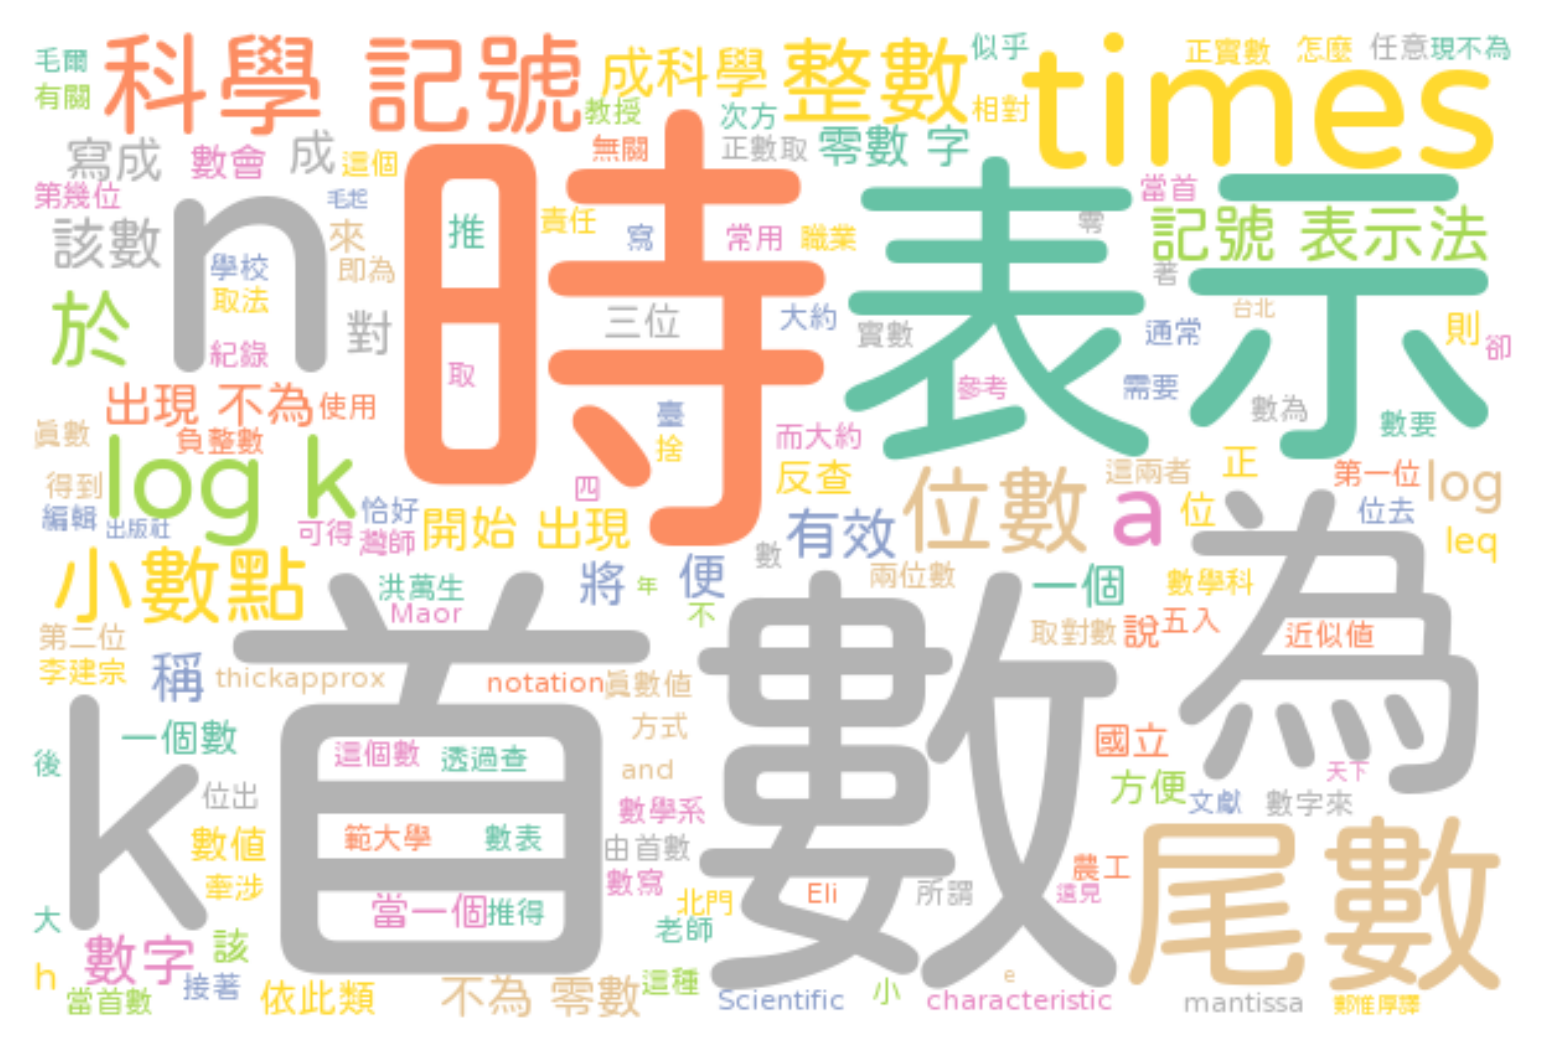 毛爾
科學 記號
成科學
整數
似乎
times
正實數
怎麼
任意
現不為
有關
教授
次方
相對
寫成
數會
成
這個
無關
正數取
零數 字
第幾位
毛起
時
表示
當首
該數
n
來
推
責任
寫
常用
職業
零
記號 表示法
學校
即為
取法
著
於
紀錄
對
取
三位
大約
實數
台北
通常
則
卻
出現 不為
使用
臺
參考
需要
數為
數要
眞數
負整數
捨
而大約
log k
得到
四
反查
位數
這兩者
正
第一位
log
編輯
出版社
恰好
可得
灣師
開始 出現
有效
a
位
位去
leq
小數點
洪萬生
將
年
便
數
兩位數
一個
數學科
為
Maor
不
第二位
取對數
說
五入
近似值
李建宗
稱
thickapprox
notation
眞數值
首數
k
一個數
方式
後
這個數
透過查
and
國立
天下
位出
方便
文獻
數字來
數值
範大學
數表
數學系
由首數
尾數
牽涉
數寫
農工
遠見
大
當一個
推得
北門
Eli
所謂
老師
數字
該
h
當首數
接著
依此類
不為 零數
這種
Scientific
小
characteristic
e
mantissa
鄭惟厚譯